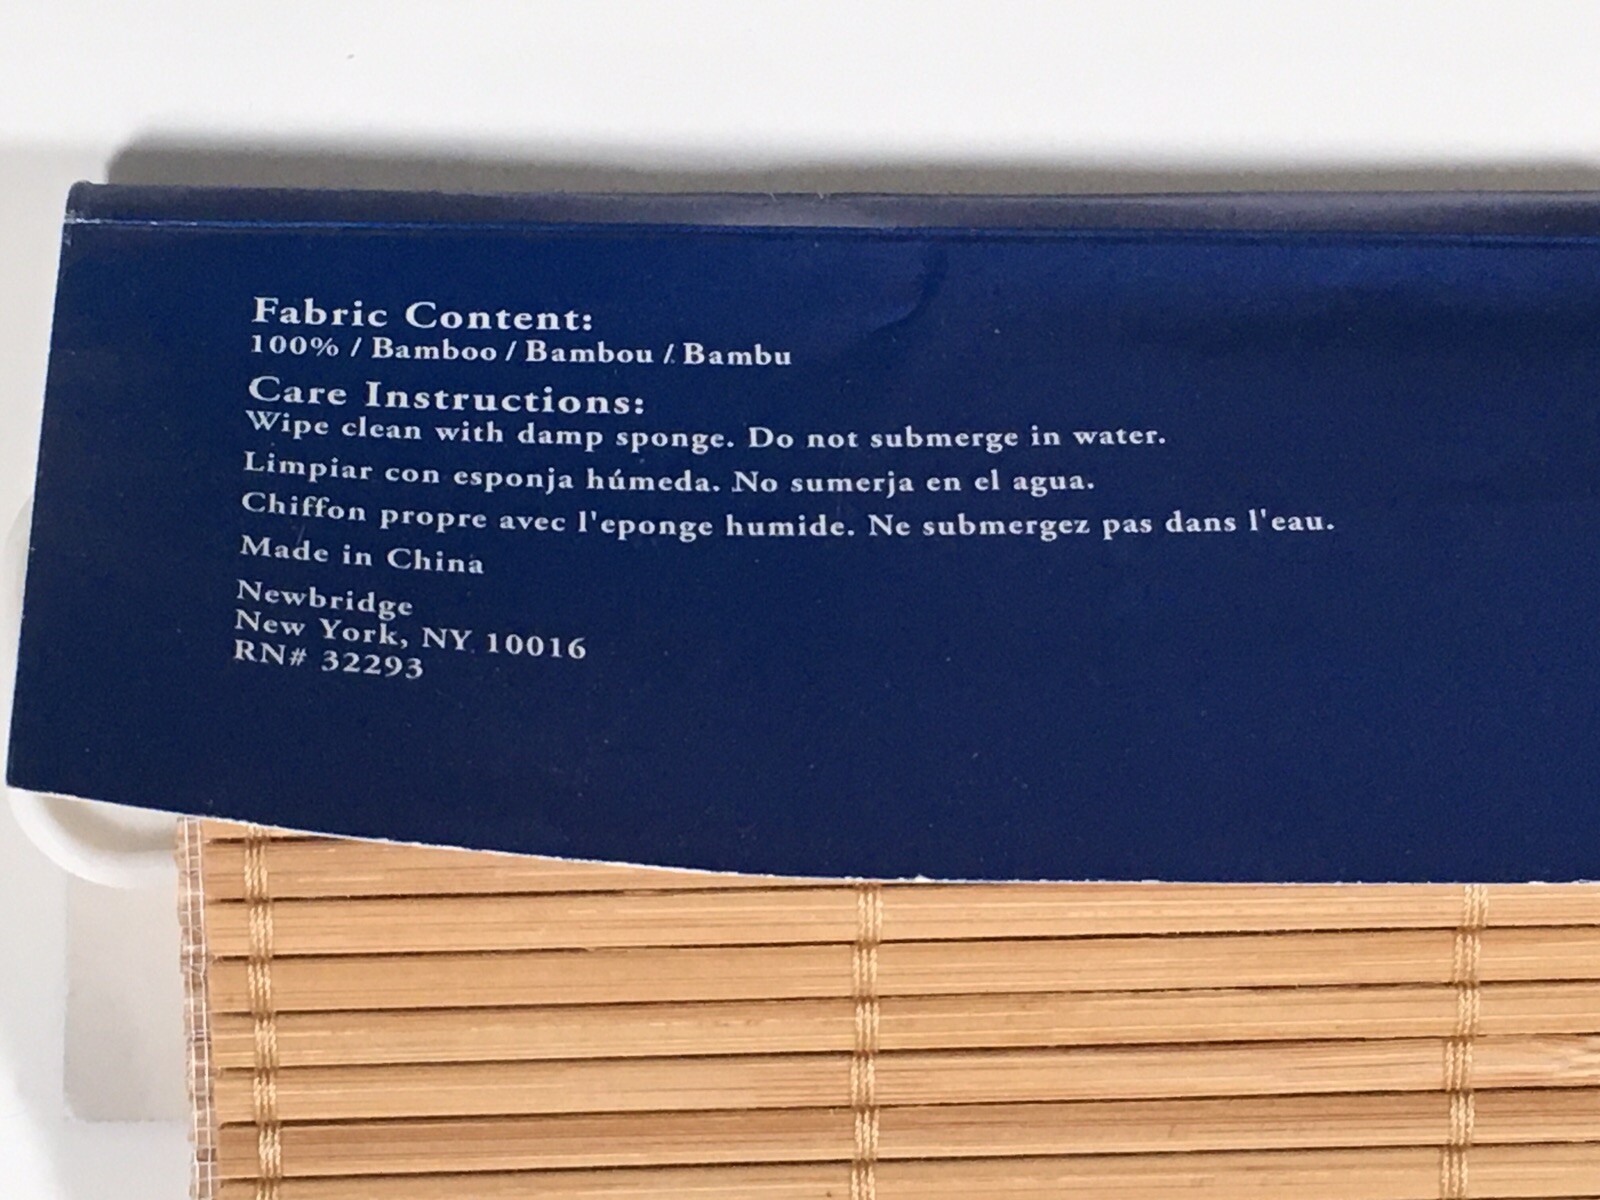 Fabric Content:
100% / Bamboo / Bambou / Bambu
Care Instructions:
Wipe clean with damp sponge. Do not submerge in water.
Limpiar con esponja húmeda. No sumerja en el agua.
Chiffon propre avec l'eponge humide. Ne submergez pas dans l'eau.
Made in China
Newbridge
New York, NY 10016
RN# 32293